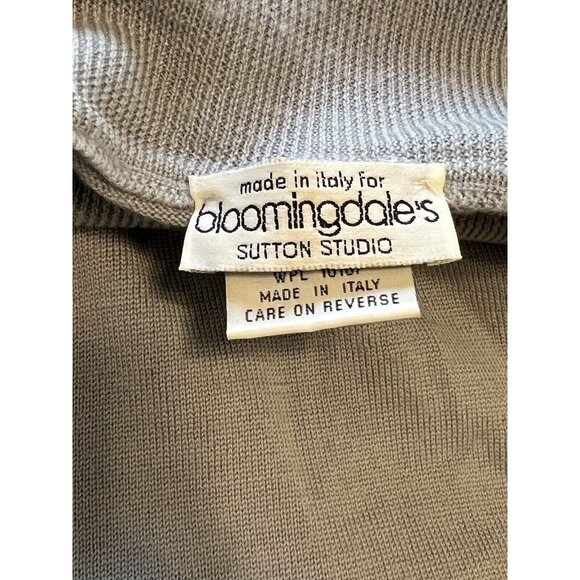 made in italy for
bloomingdale's
SUTTON STUDIO
WPL
MADE IN ITALY
CARE ON REVERSE